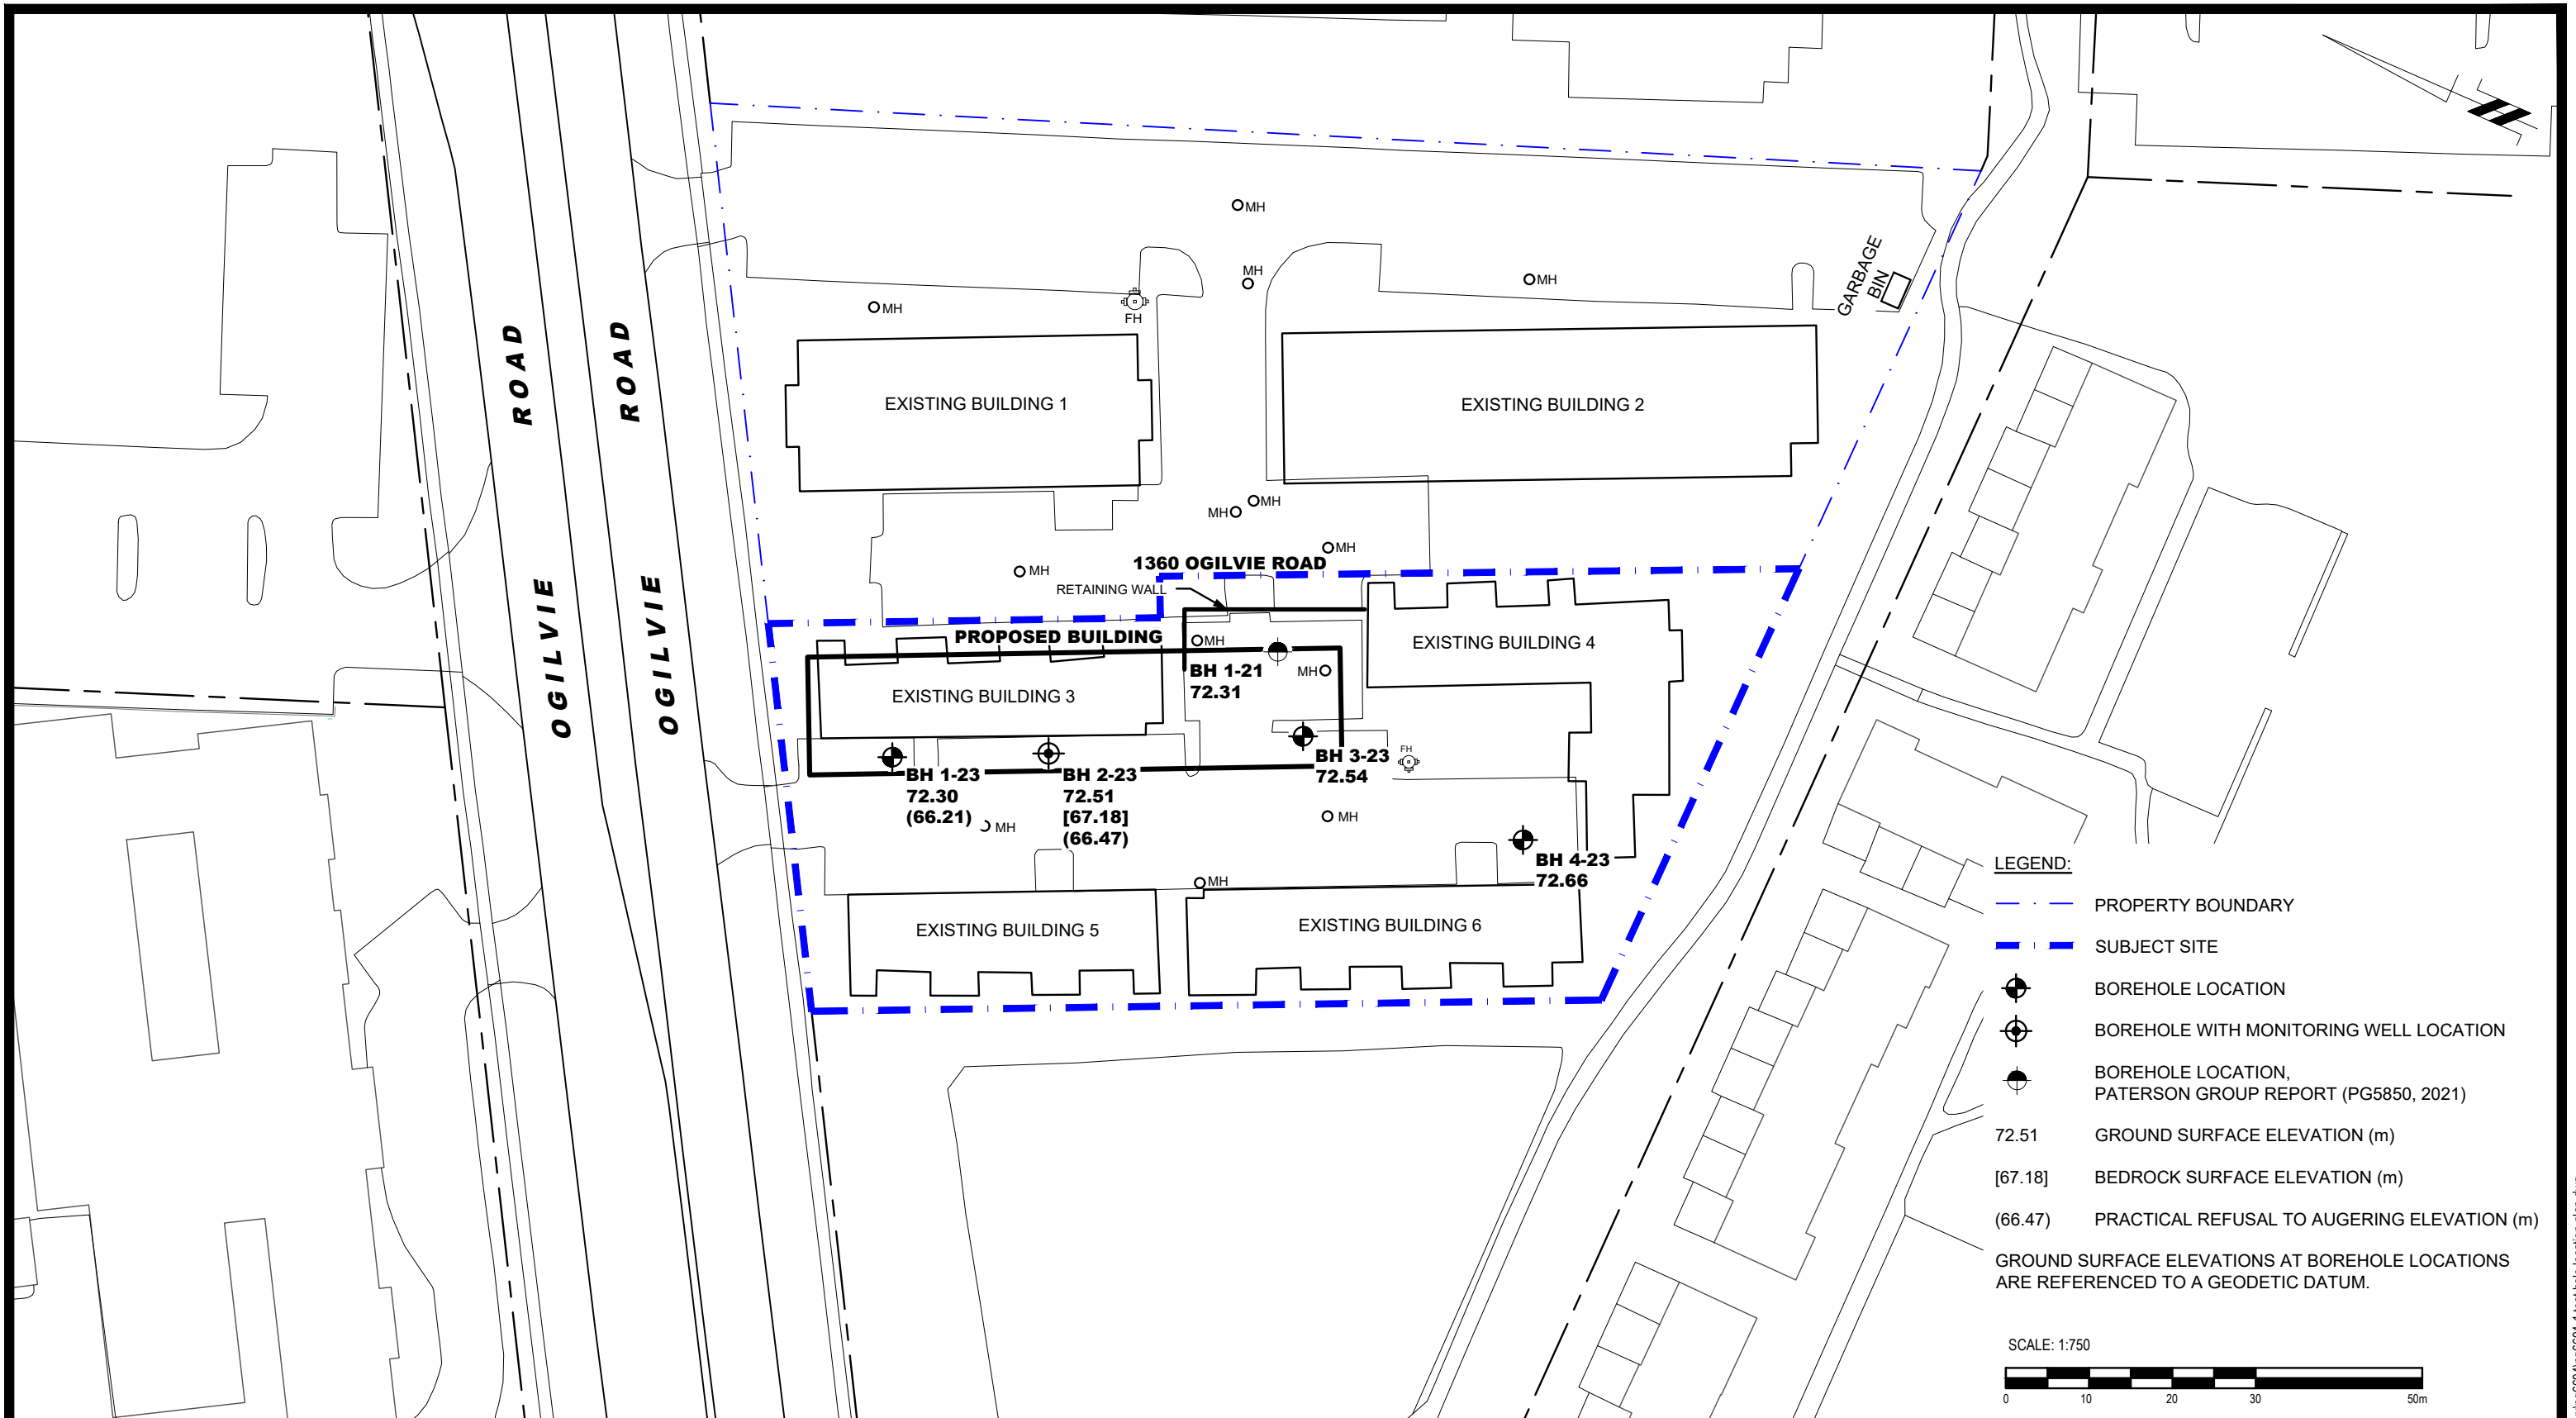 MH
MH
MH
MH
FH
GARBAGE
BIN
ROAD
ROAD
OGILVIE
OGILVIE
EXISTING BUILDING 1
EXISTING BUILDING 2
MH
MH
MH
MH
1360 OGILVIE ROAD
RETAINING WALL
PROPOSED BUILDING
MH
EXISTING BUILDING 4
BH 1-21
72.31
MH
EXISTING BUILDING 3
BH 3-23
72.54
FH
BH 1-23
72.30
(66.21)
MH
BH 2-23
72.51
[67.18]
(66.47)
MH
BH 4-23
72.66
MH
EXISTING BUILDING 5
EXISTING BUILDING 6
LEGEND:
PROPERTY BOUNDARY
SUBJECT SITE
BOREHOLE LOCATION
BOREHOLE WITH MONITORING WELL LOCATION
BOREHOLE LOCATION,
PATERSON GROUP REPORT (PG5850, 2021)
72.51 GROUND SURFACE ELEVATION (m)
[67.18] BEDROCK SURFACE ELEVATION (m)
(66.47) PRACTICAL REFUSAL TO AUGERING ELEVATION (m)
GROUND SURFACE ELEVATIONS AT BOREHOLE LOCATIONS
ARE REFERENCED TO A GEODETIC DATUM.
SCALE: 1:750
0 10 20 30 50m